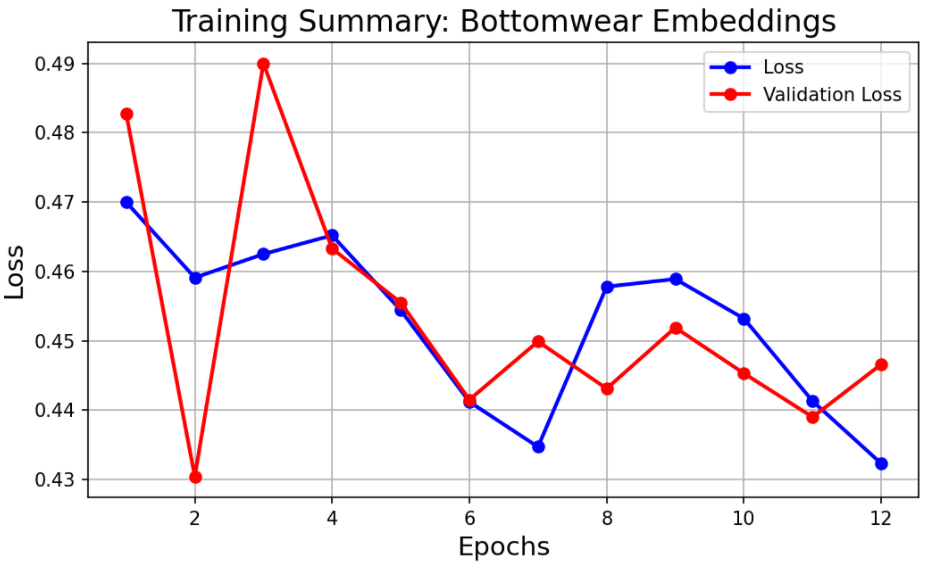 Training Summary: Bottomwear Embeddings
Loss
Validation Loss
0.49
0.48
0.47
0.46
0.45
0.44
0.43
Loss
2 4 6 8 10 12
Epochs